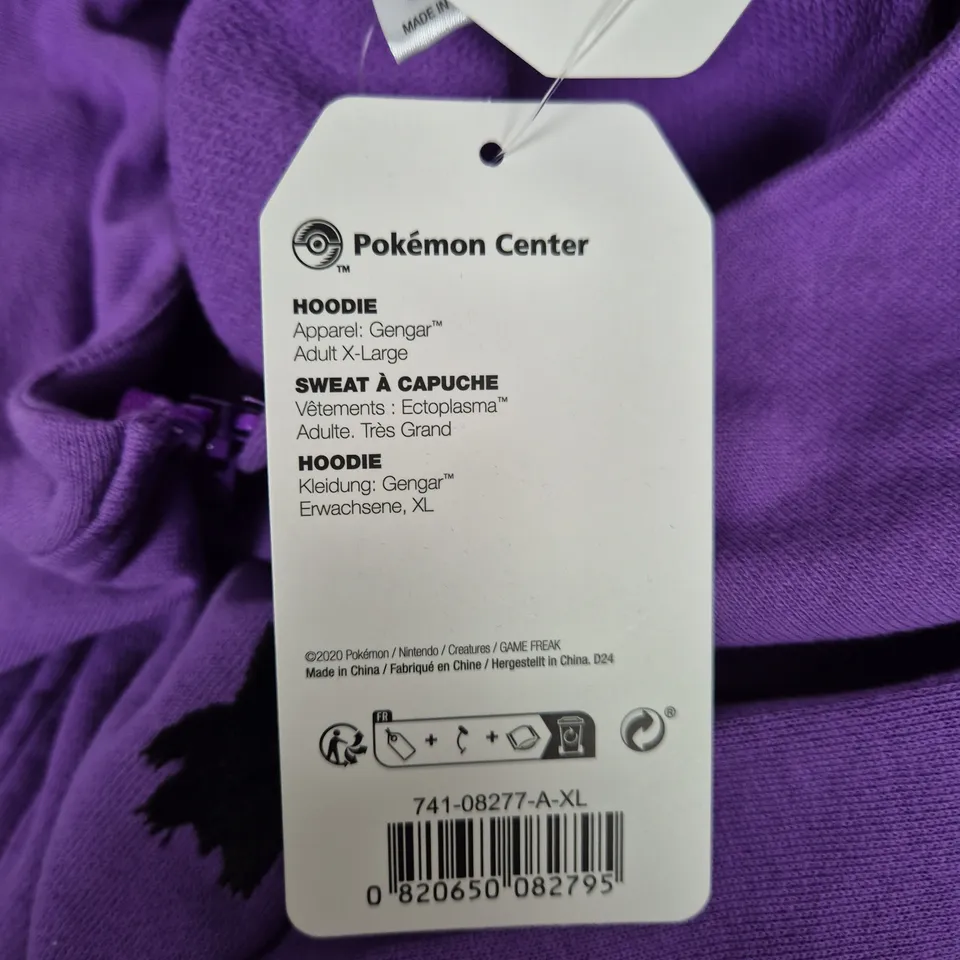 MADE IN
Pokémon Center
TM
HOODIE
Apparel: Gengar™
Adult X-Large
SWEAT À CAPUCHE
Vêtements : Ectoplasma™
Adulte. Très Grand
HOODIE
Kleidung: Gengar™
Erwachsene, XL
©2020 Pokémon / Nintendo / Creatures / GAME FREAK
Made in China / Fabriqué en Chine / Hergestellt in China. D24
FR
+ +
®
741-08277-A-XL
0 820650 082795